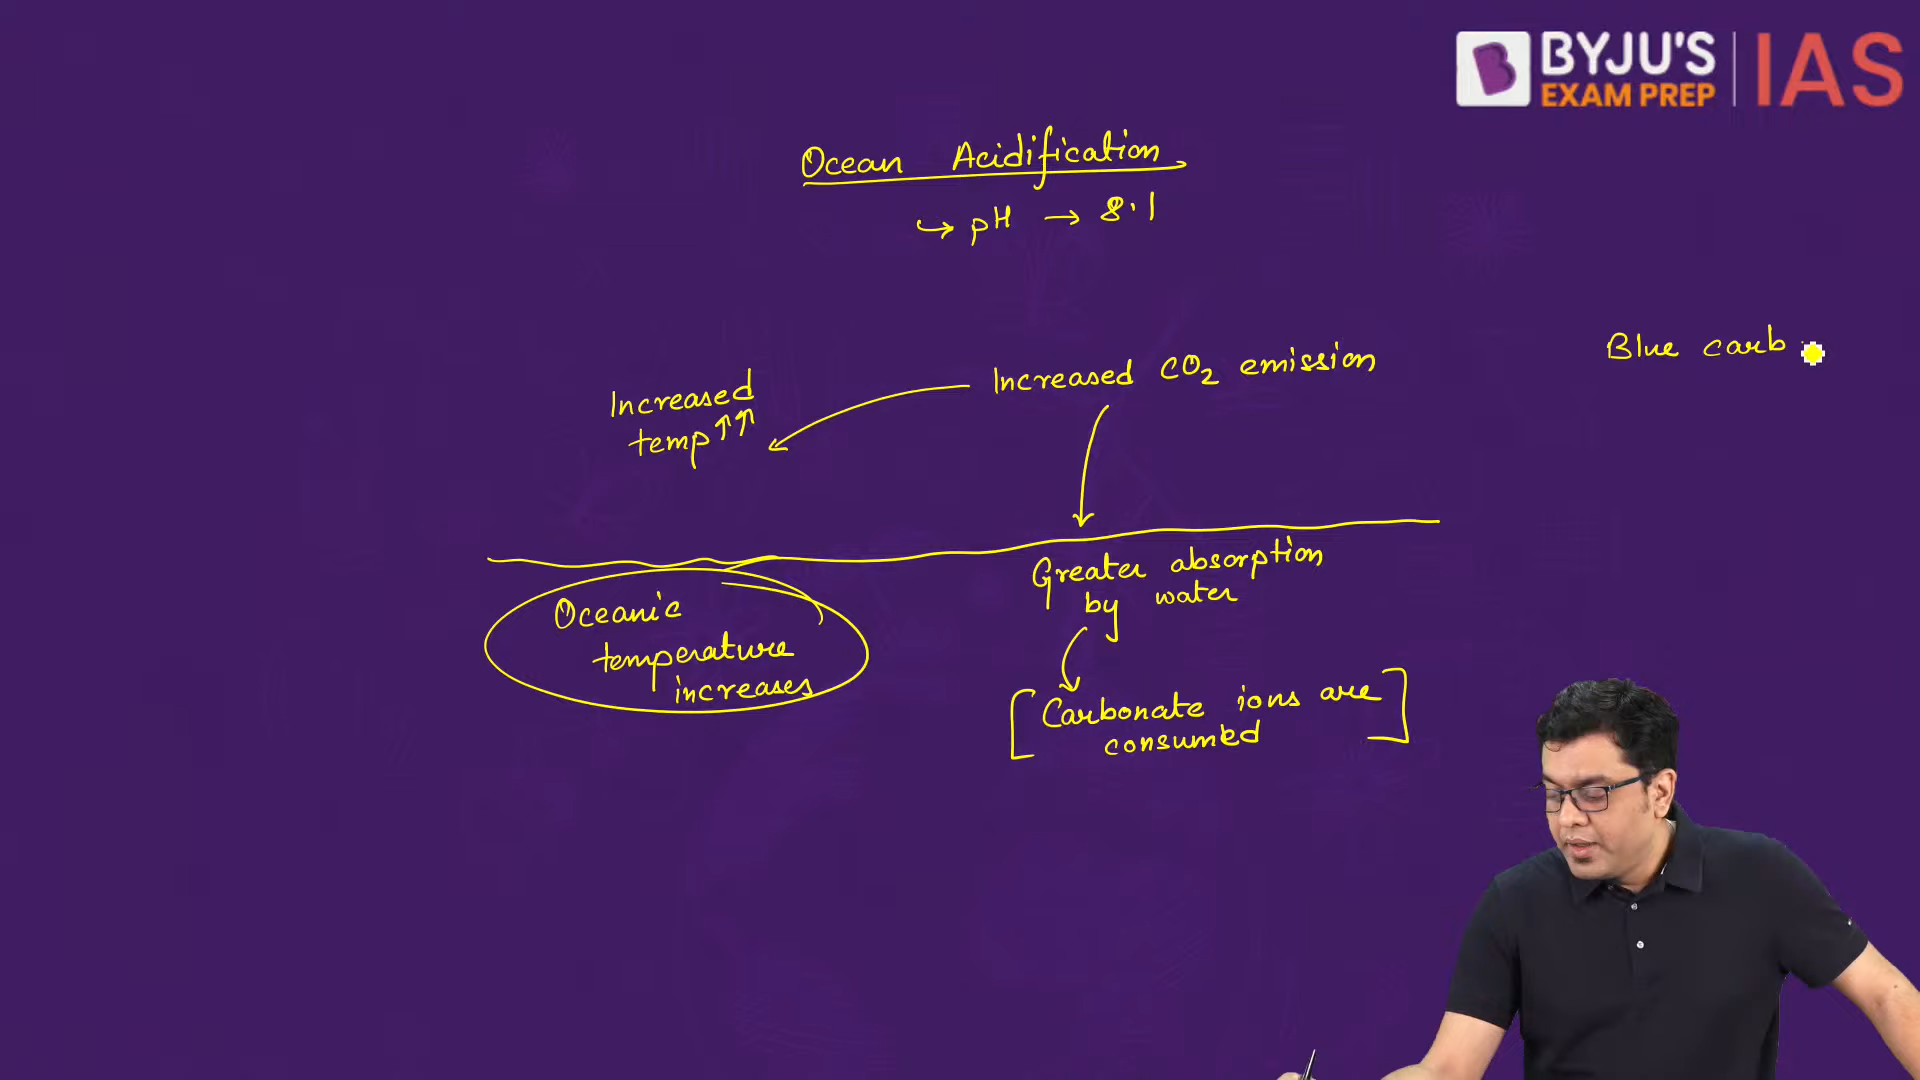 BYJU'S
EXAM PREP
IAS
Ocean Acidification
↳ pH → 8.1
Increased CO2 emission
Blue carb
Increased
temp↑↑
Greater absorption
by water
Oceanic
temperature
increases
[Carbonate ions are
consumed]